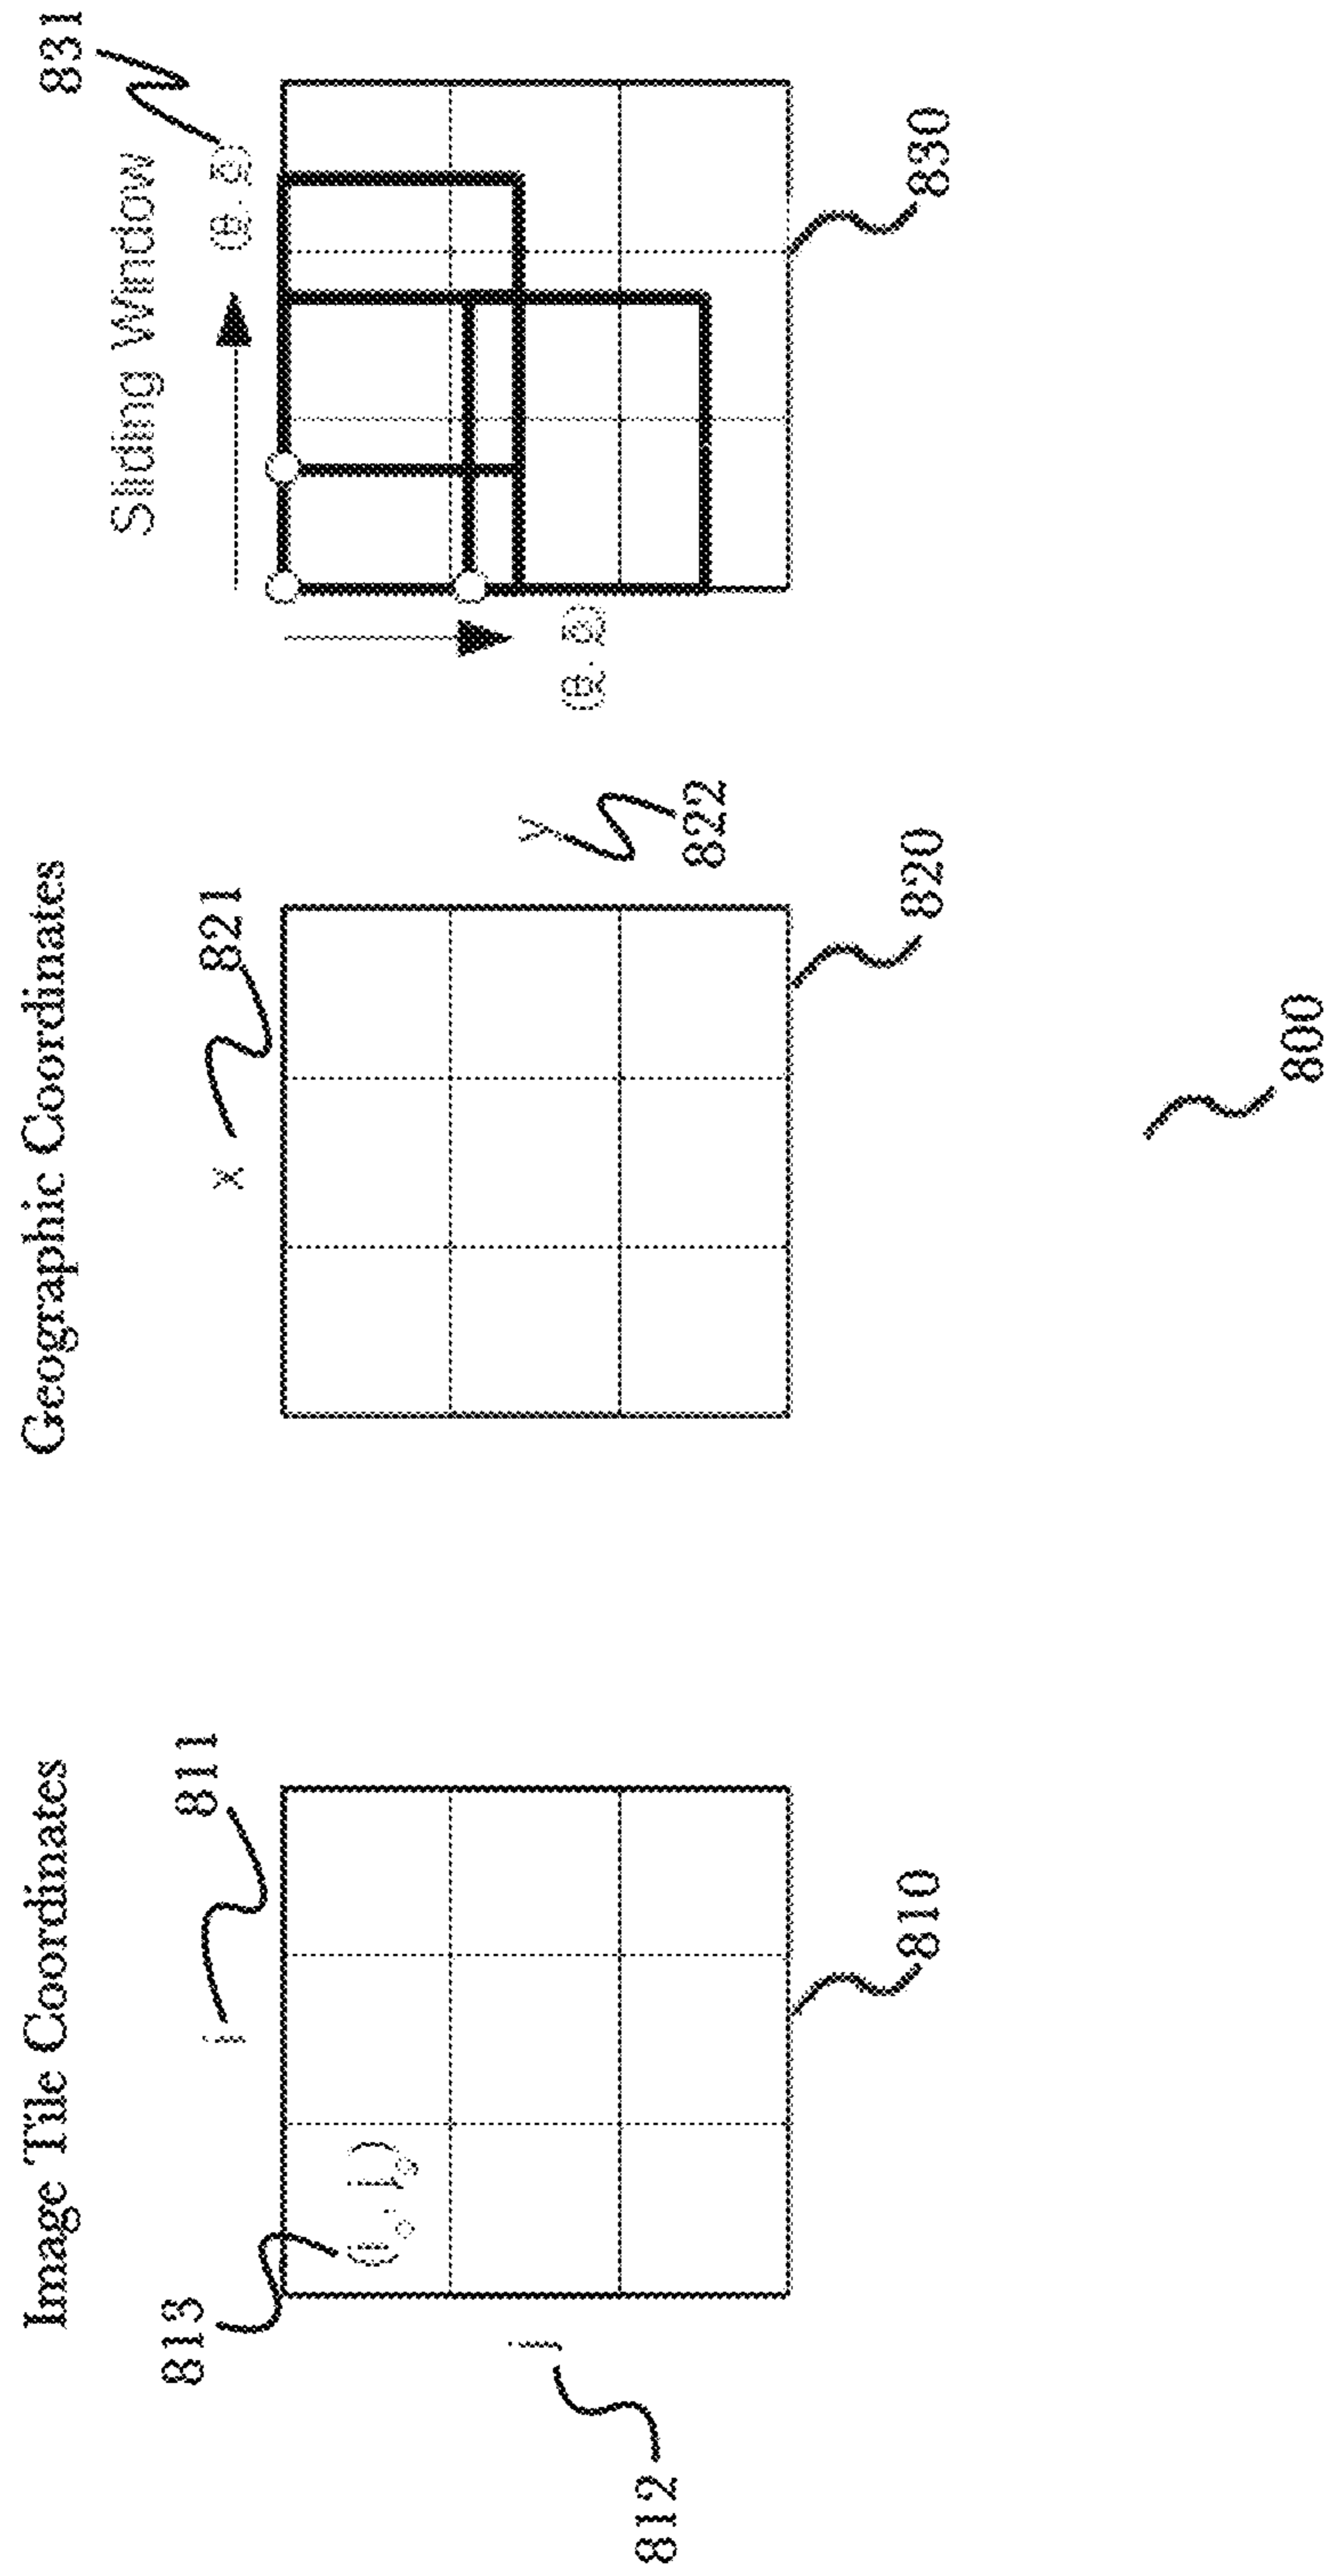 Image Tile Coordinates
813
i
811
812
j
810
Geographic Coordinates
x
821
y
822
820
Sliding Window
831
830
800